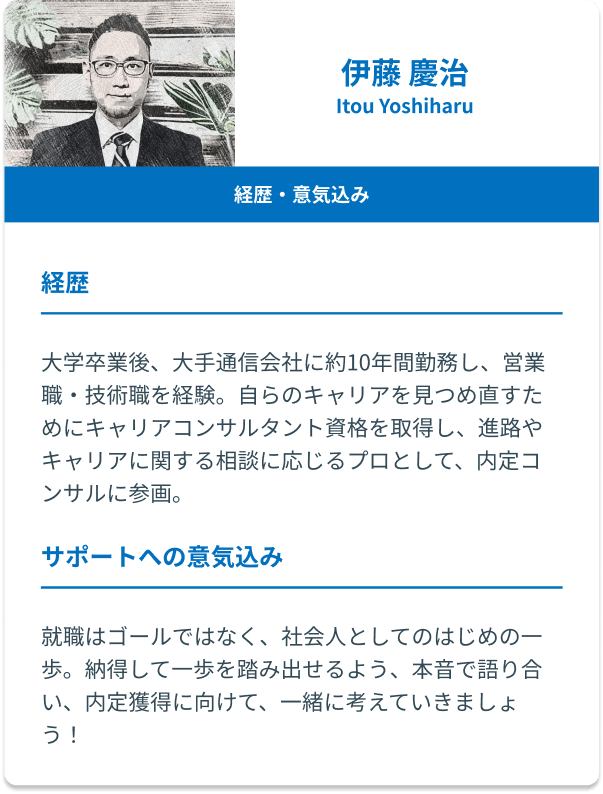 伊藤 慶治
Itou Yoshiharu
経歴・意気込み
経歴
大学卒業後、大手通信会社に約10年間勤務し、営業
職・技術職を経験。自らのキャリアを見つめ直すた
めにキャリアコンサルタント資格を取得し、進路や
キャリアに関する相談に応じるプロとして、内定コ
ンサルに参画。
サポートへの意気込み
就職はゴールではなく、社会人としてのはじめの一
歩。納得して一歩を踏み出せるよう、本音で語り合
い、内定獲得に向けて、一緒に考えていきましょ
う！